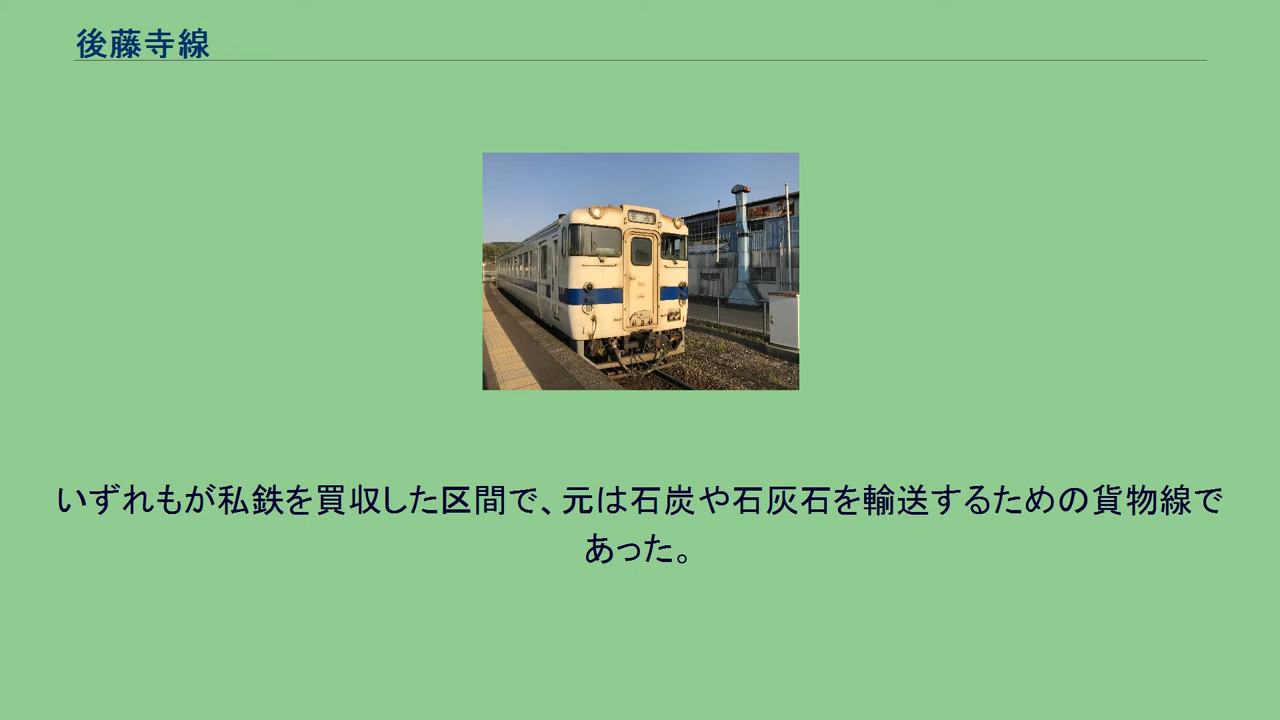 後藤寺線
いずれもが私鉄を買収した区間で、元は石炭や石灰石を輸送するための貨物線で
あった。